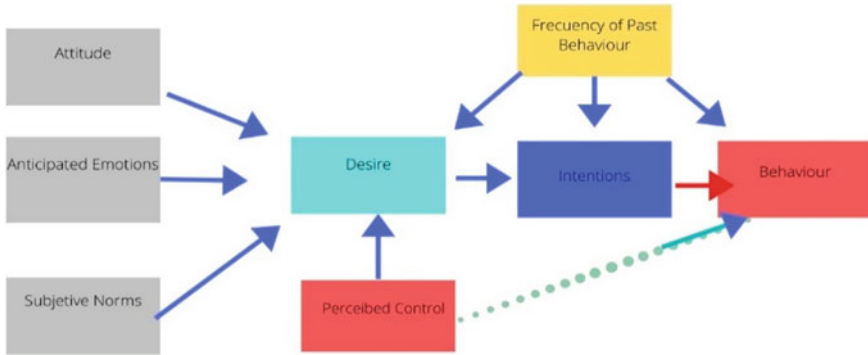 Attitude
Frecuency of Past
Behaviour
Anticipated Emotions
Desire
Intentions
Behaviour
Subjetive Norms
Perceibed Control